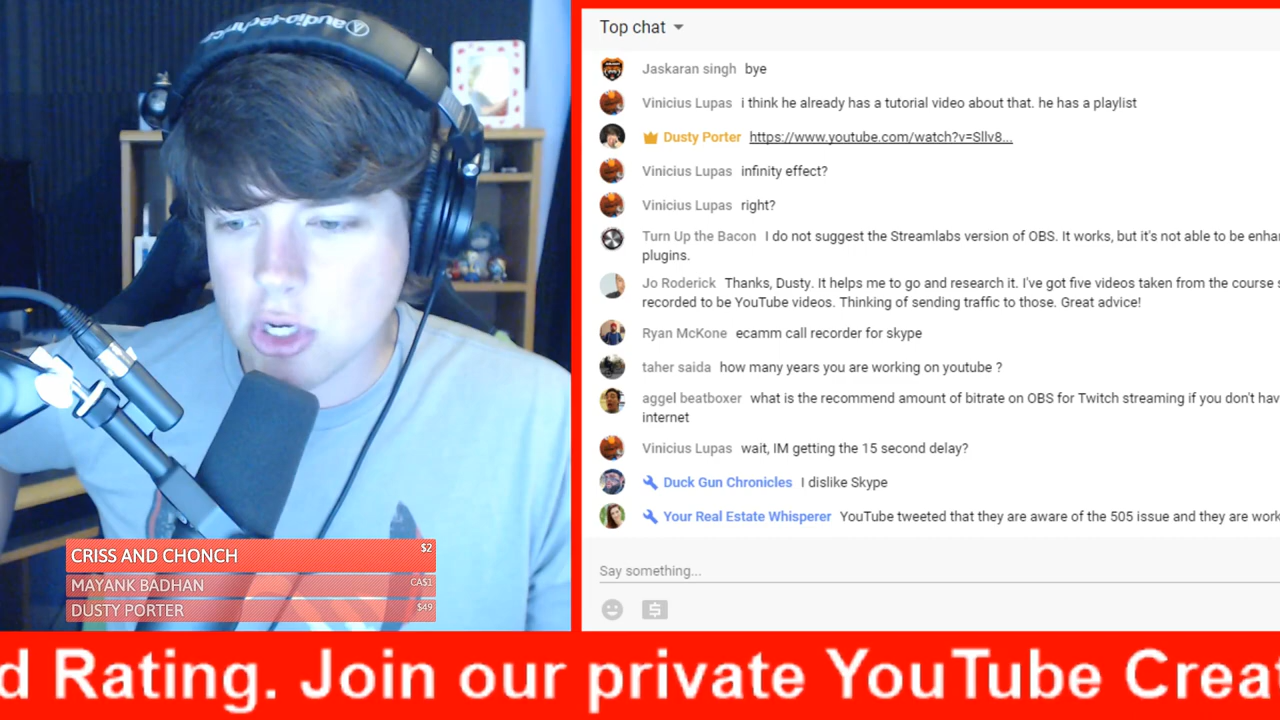 audio-technica
Top chat
Jaskaran singh bye
Vinicius Lupas i think he already has a tutorial video about that. he has a playlist
Dusty Porter https://www.youtube.com/watch?v=Sllv8...
Vinicius Lupas infinity effect?
Vinicius Lupas right?
Turn Up the Bacon I do not suggest the Streamlabs version of OBS. It works, but it's not able to be enha
plugins.
Jo Roderick Thanks, Dusty. It helps me to go and research it. I've got five videos taken from the course s
recorded to be YouTube videos. Thinking of sending traffic to those. Great advice!
Ryan McKone ecamm call recorder for skype
taher saida how many years you are working on youtube ?
aggel beatboxer what is the recommend amount of bitrate on OBS for Twitch streaming if you don't hav
internet
Vinicius Lupas wait, IM getting the 15 second delay?
Duck Gun Chronicles I dislike Skype
Your Real Estate Whisperer YouTube tweeted that they are aware of the 505 issue and they are work
Say something...
CRISS AND CHONCH $2
MAYANK BADHAN CA$1
DUSTY PORTER $49
d Rating. Join our private YouTube Creat